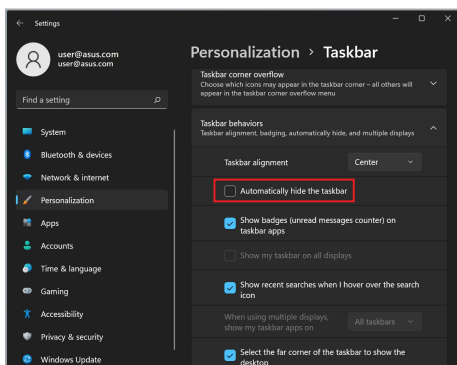 Settings
user@asus.com
user@asus.com
Find a setting
System
Bluetooth & devices
Network & internet
Personalization
Apps
Accounts
Time & language
Gaming
Accessibility
Privacy & security
Windows Update
Personalization > Taskbar
Taskbar corner overflow
Choose which icons may appear in the taskbar corner – all others will
appear in the taskbar corner overflow menu
Taskbar behaviors
Taskbar alignment, badging, automatically hide, and multiple displays
Taskbar alignment
Center
Automatically hide the taskbar
Show badges (unread messages counter) on
taskbar apps
Show my taskbar on all displays
Show recent searches when I hover over the search
icon
When using multiple displays,
show my taskbar apps on
All taskbars
Select the far corner of the taskbar to show the
desktop